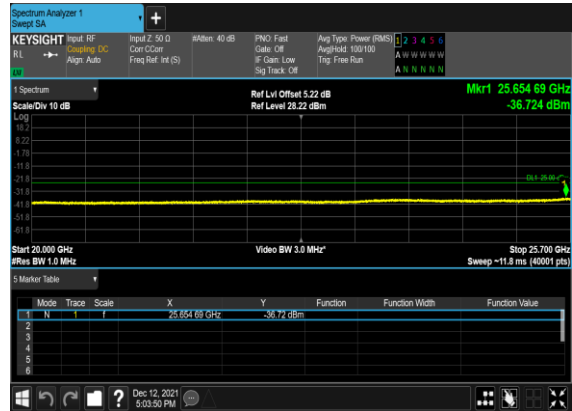 Spectrum Analyzer 1
Swept SA
+
KEYSIGHT Input: RF Input Z: 50 Ω #Atten: 40 dB PNO: Fast Avg Type: Power (RMS) 1 2 3 4 5 6
RL Coupling: DC Corr CCorr Gate: Off Avg|Hold: 100/100 A W W W W W
Align: Auto Freq Ref: Int (S) IF Gain: Low Trig: Free Run
Sig Track: Off A N N N N N
1 Spectrum
Ref Lvl Offset 5.22 dB Mkr1 25.654 69 GHz
Scale/Div 10 dB Ref Level 28.22 dBm -36.724 dBm
Log
18.2
8.22
-1.78
-11.8
-21.8 DL1 -25.00
-31.8
-41.8
-51.8
-61.8
Start 20.000 GHz Video BW 3.0 MHz* Stop 25.700 GHz
#Res BW 1.0 MHz Sweep ~11.8 ms (40001 pts)
5 Marker Table
Mode Trace Scale X Y Function Function Width Function Value
1 N 1 f 25.654 69 GHz -36.72 dBm
2
3
4
5
6
? Dec 12, 2021
5:03:50 PM